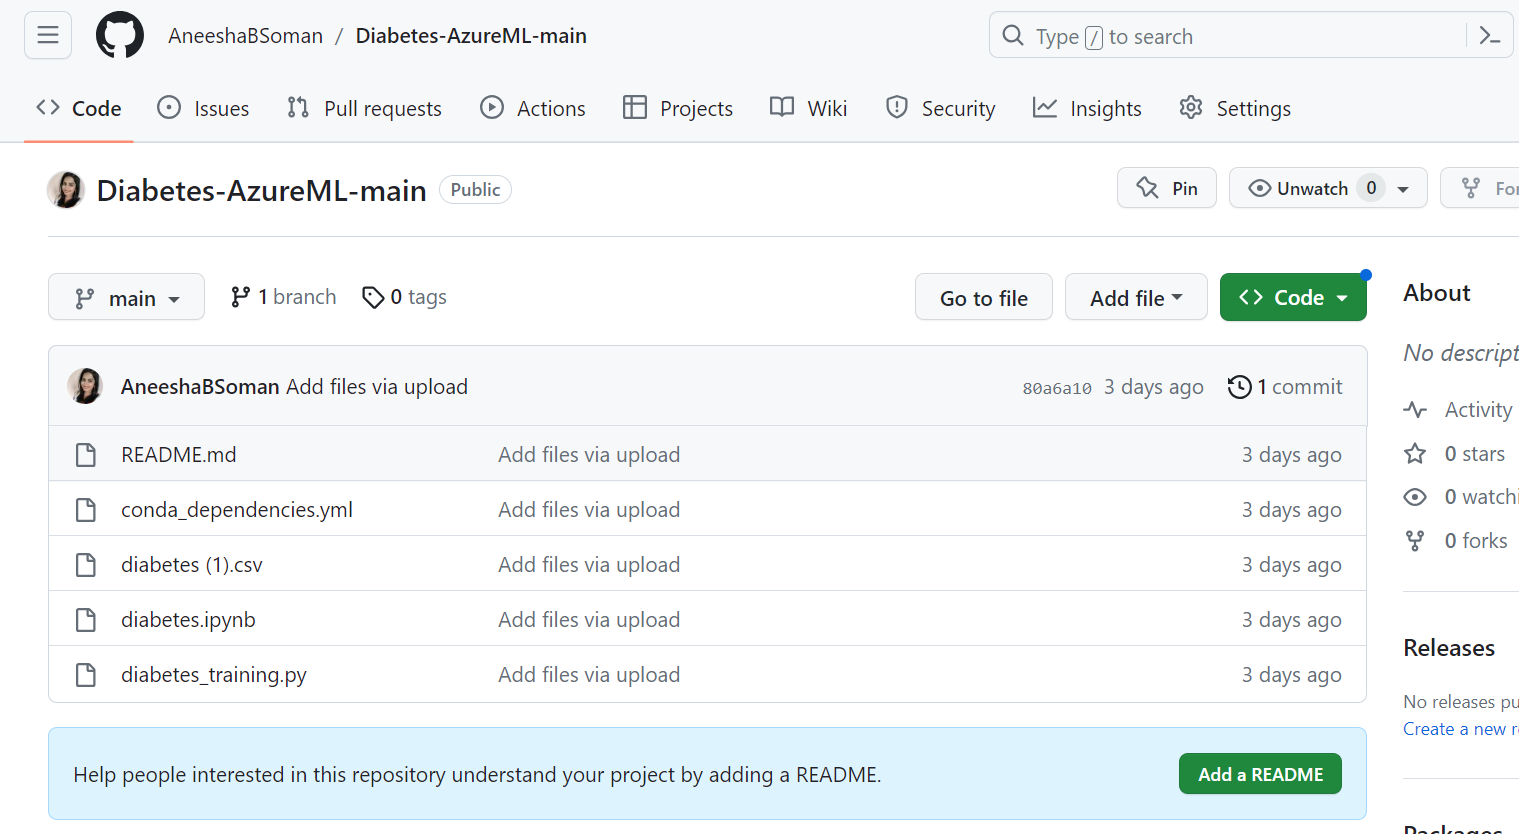 AneeshaBSoman / Diabetes-AzureML-main
Type / to search
Code Issues Pull requests Actions Projects Wiki Security Insights Settings
Diabetes-AzureML-main Public
Pin Unwatch 0 For
main 1 branch 0 tags
Go to file Add file Code
AneeshaBSoman Add files via upload 80a6a10 3 days ago 1 commit
README.md Add files via upload 3 days ago
conda_dependencies.yml Add files via upload 3 days ago
diabetes (1).csv Add files via upload 3 days ago
diabetes.ipynb Add files via upload 3 days ago
diabetes_training.py Add files via upload 3 days ago
Help people interested in this repository understand your project by adding a README.
Add a README
About
No descript
Activity
0 stars
0 watchi
0 forks
Releases
No releases pu
Create a new r
Packages